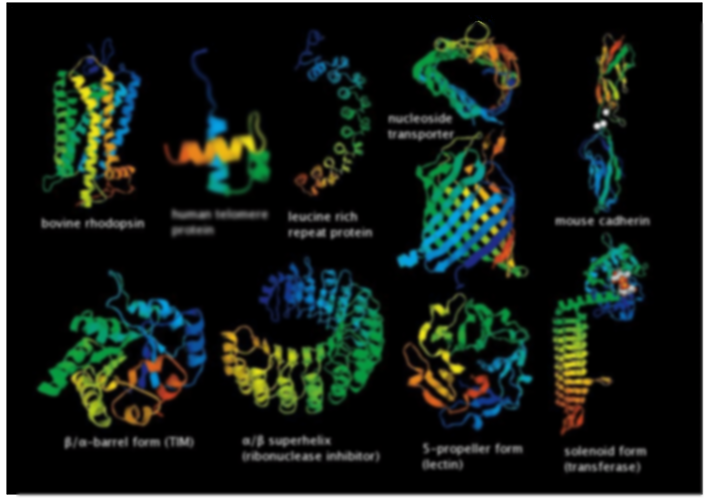 nucleoside
transporter
bovine rhodopsin
human telomere
protein
leucine rich
repeat protein
mouse cadherin
β/α-barrel form (TIM)
α/β superhelix
(ribonuclease inhibitor)
5-propeller form
(lectin)
solenoid form
(transferase)